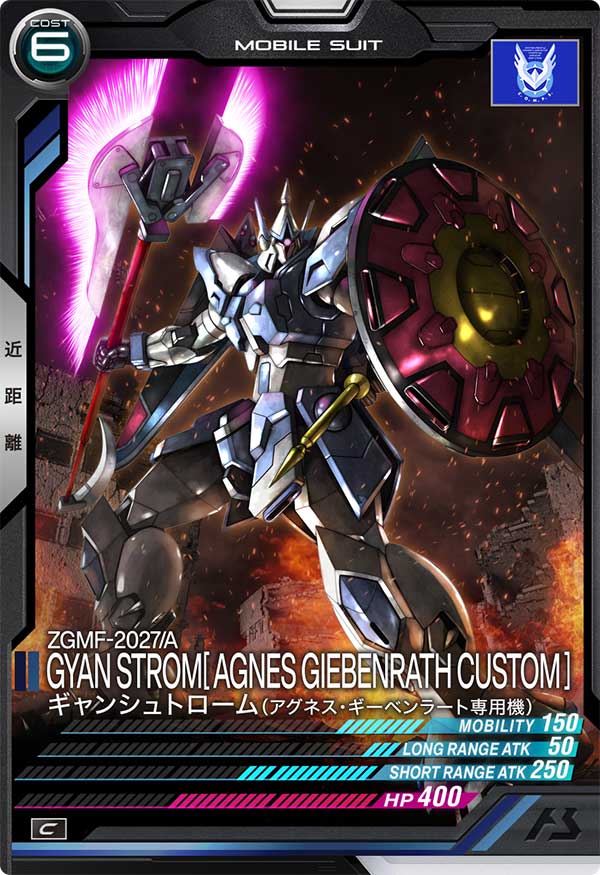 COST
6
MOBILE SUIT
C.O.M.P.S.
近距離
ZGMF-2027/A
GYAN STROM[AGNES GIEBENRATH CUSTOM]
ギャンシュトローム(アグネス・ギーベンラート専用機)
MOBILITY 150
LONG RANGE ATK 50
SHORT RANGE ATK 250
HP 400
C